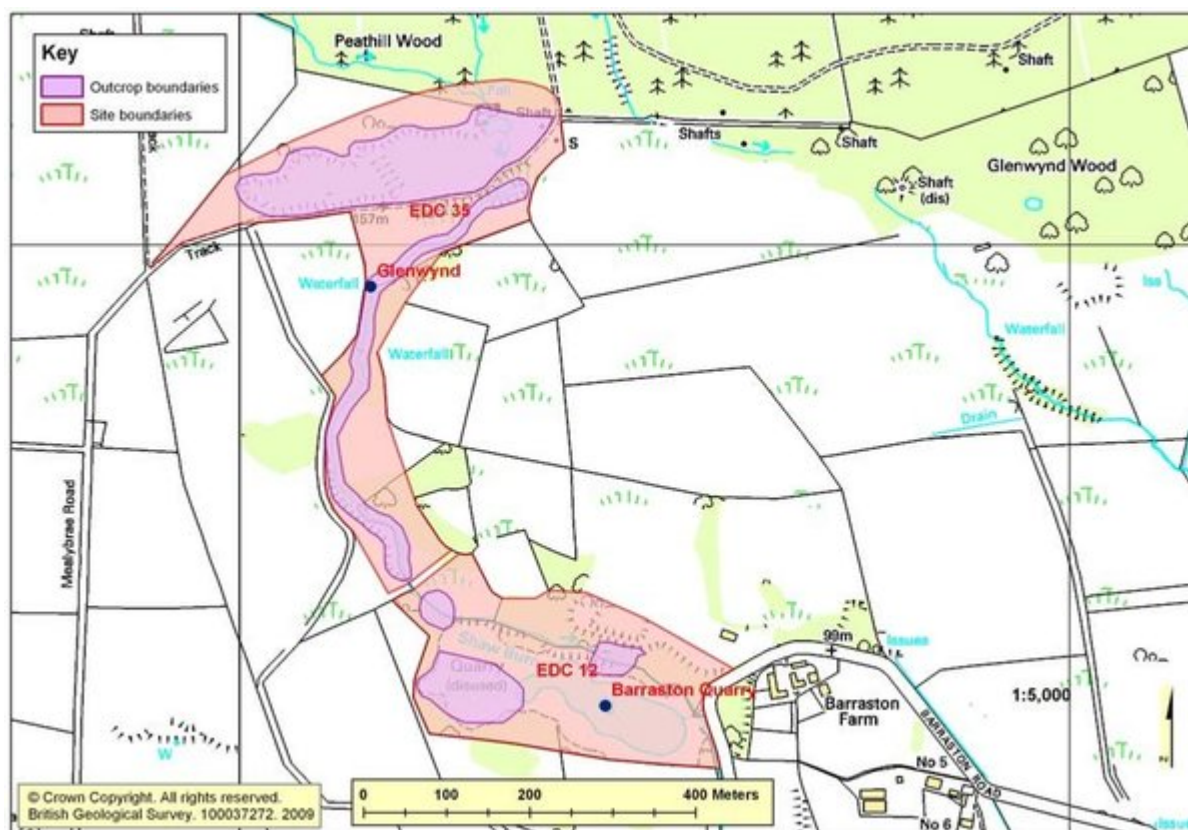 Key
Outcrop boundaries
Site boundaries
Peathill Wood
Shaft
Shaft
Shafts
Shaft
S
Glenwynd Wood
Shaft
(dis)
157m
EDC 35
Track
Waterfall
Glenwynd
Waterfall
Waterfall
Drain
Mealybrae Road
Shaw Burn
Quarry
(disused)
EDC 12
Barraston Quarry
99m
Issues
Barraston
Farm
1:5,000
BARRASTON ROAD
W
No 5
No 6
Issues
© Crown Copyright. All rights reserved.
British Geological Survey. 100037272. 2009
0 100 200 400 Meters